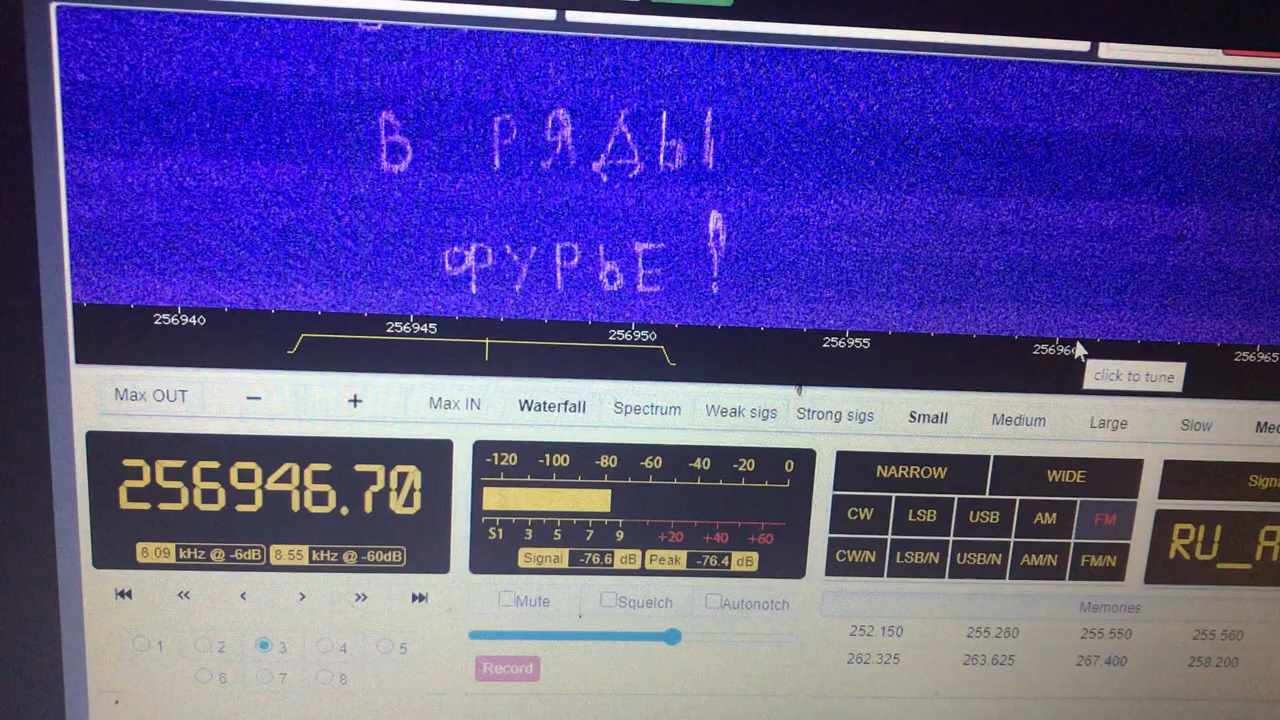 В РЯДЫ
ФУРЬЕ!
256940 256945 256950 256955 256960 256965
click to tune
Max OUT − + Max IN Waterfall Spectrum Weak sigs Strong sigs Small Medium Large Slow
256946.70
8.09 kHz @ -6dB 8.55 kHz @ -60dB
-120 -100 -80 -60 -40 -20 0
S1 3 5 7 9 +20 +40 +60
Signal -76.6 dB Peak -76.4 dB
NARROW WIDE
CW LSB USB AM FM
CW/N LSB/N USB/N AM/N FM/N
RU_
Mute Squelch Autonotch
1 2 3 4 5
6 7 8
Record
Memories
252.150 255.260 255.550 255.560
262.325 263.625 267.400 258.200